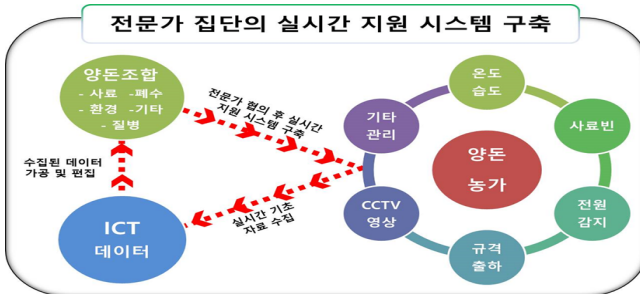 전문가 집단의 실시간 지원 시스템 구축
양돈조합
- 사료 -폐수
- 환경 -기타
- 질병
전문가 협의 후 실시간
지원 시스템 구축
수집된 데이터
가공 및 편집
ICT
데이터
실시간 기초
자료 수집
온도
습도
사료빈
전원
감지
규격
출하
CCTV
영상
기타
관리
양돈
농가